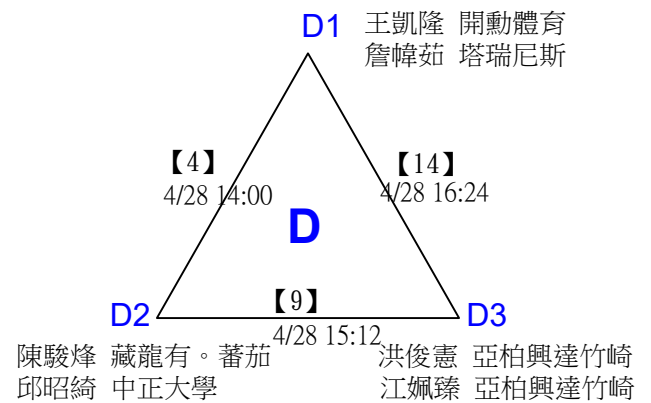 D1
王凱隆 開勳體育
詹幃茹 塔瑞尼斯
【4】
4/28 14:00
【14】
4/28 16:24
D
【9】
4/28 15:12
D2
陳駿烽 藏龍有。蕃茄
邱昭綺 中正大學
D3
洪俊憲 亞柏興達竹崎
江姵臻 亞柏興達竹崎